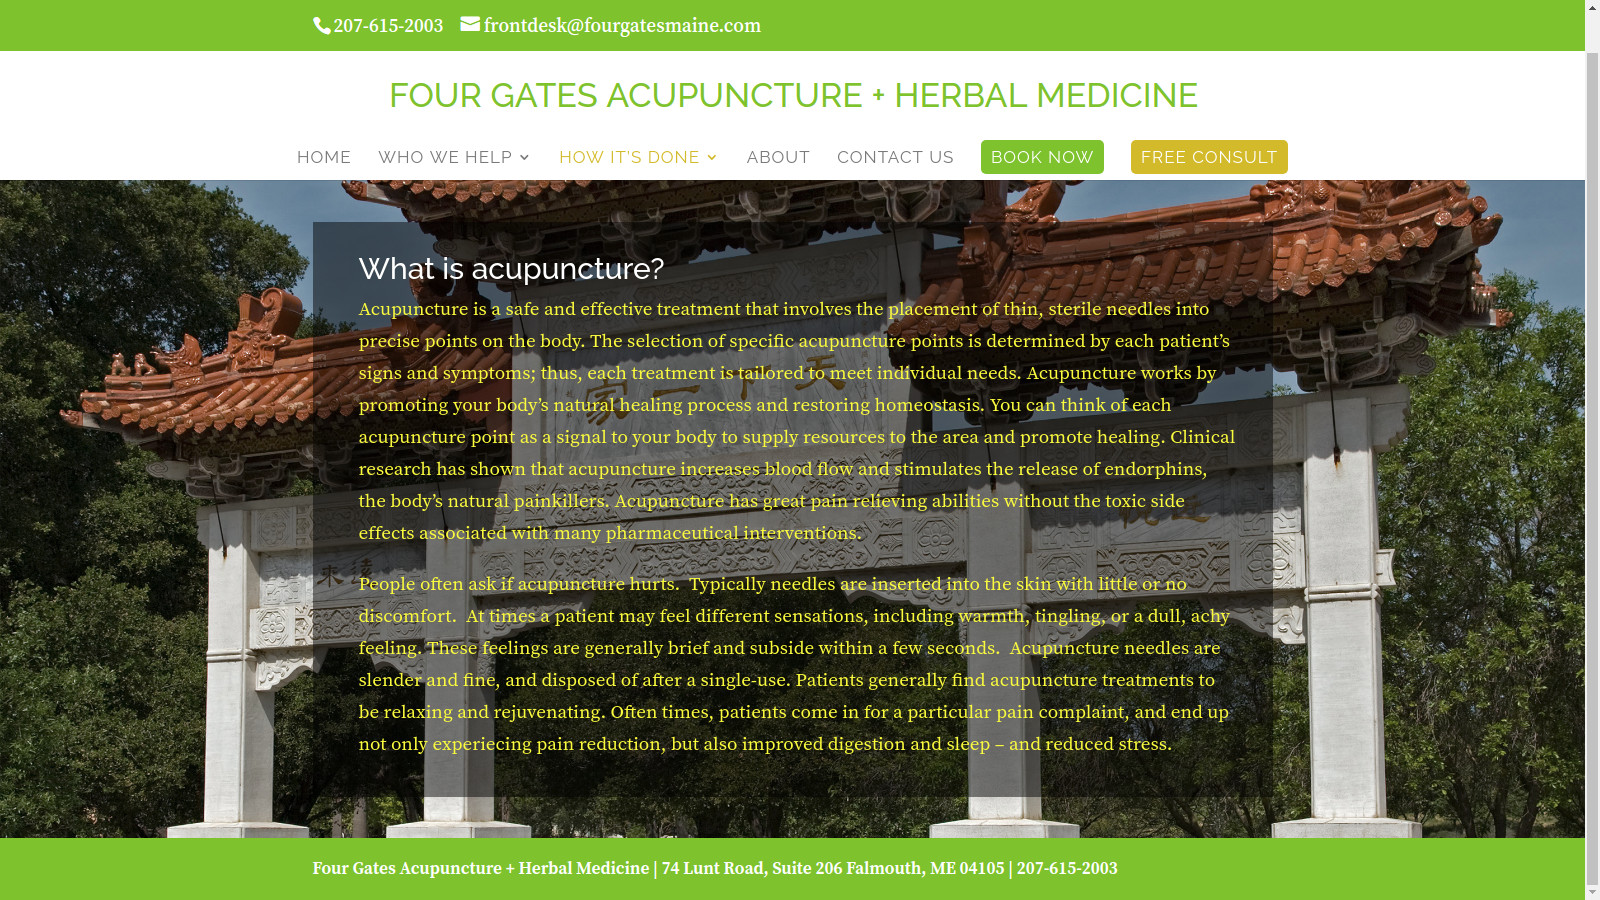 207-615-2003 frontdesk@fourgatesmaine.com
FOUR GATES ACUPUNCTURE + HERBAL MEDICINE
HOME WHO WE HELP HOW IT'S DONE ABOUT CONTACT US BOOK NOW FREE CONSULT
What is acupuncture?
Acupuncture is a safe and effective treatment that involves the placement of thin, sterile needles into
precise points on the body. The selection of specific acupuncture points is determined by each patient’s
signs and symptoms; thus, each treatment is tailored to meet individual needs. Acupuncture works by
promoting your body’s natural healing process and restoring homeostasis. You can think of each
acupuncture point as a signal to your body to supply resources to the area and promote healing. Clinical
research has shown that acupuncture increases blood flow and stimulates the release of endorphins,
the body’s natural painkillers. Acupuncture has great pain relieving abilities without the toxic side
effects associated with many pharmaceutical interventions.
People often ask if acupuncture hurts.  Typically needles are inserted into the skin with little or no
discomfort.  At times a patient may feel different sensations, including warmth, tingling, or a dull, achy
feeling. These feelings are generally brief and subside within a few seconds.  Acupuncture needles are
slender and fine, and disposed of after a single-use. Patients generally find acupuncture treatments to
be relaxing and rejuvenating. Often times, patients come in for a particular pain complaint, and end up
not only experiecing pain reduction, but also improved digestion and sleep – and reduced stress.
Four Gates Acupuncture + Herbal Medicine | 74 Lunt Road, Suite 206 Falmouth, ME 04105 | 207-615-2003